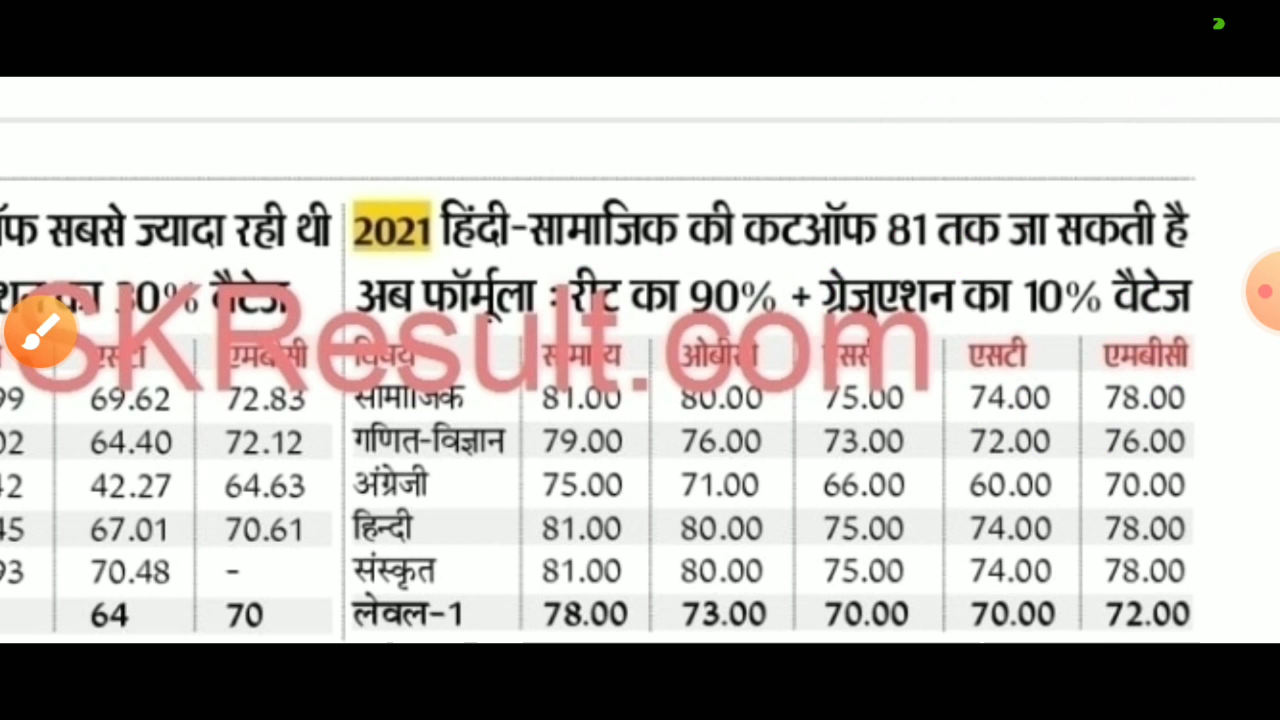 ऑफ सबसे ज्यादा रही थी
का 30% वैटेज
एसटी एमबीसी
99 69.62 72.83
02 64.40 72.12
42 42.27 64.63
45 67.01 70.61
93 70.48 -
64 70
2021 हिंदी-सामाजिक की कटऑफ 81 तक जा सकती है
अब फॉर्मूला : रीट का 90% + ग्रेजुएशन का 10% वैटेज
SKResult.com
विषय सामान्य ओबीसी एससी एसटी एमबीसी
सामाजिक 81.00 80.00 75.00 74.00 78.00
गणित-विज्ञान 79.00 76.00 73.00 72.00 76.00
अंग्रेजी 75.00 71.00 66.00 60.00 70.00
हिन्दी 81.00 80.00 75.00 74.00 78.00
संस्कृत 81.00 80.00 75.00 74.00 78.00
लेवल-1 78.00 73.00 70.00 70.00 72.00